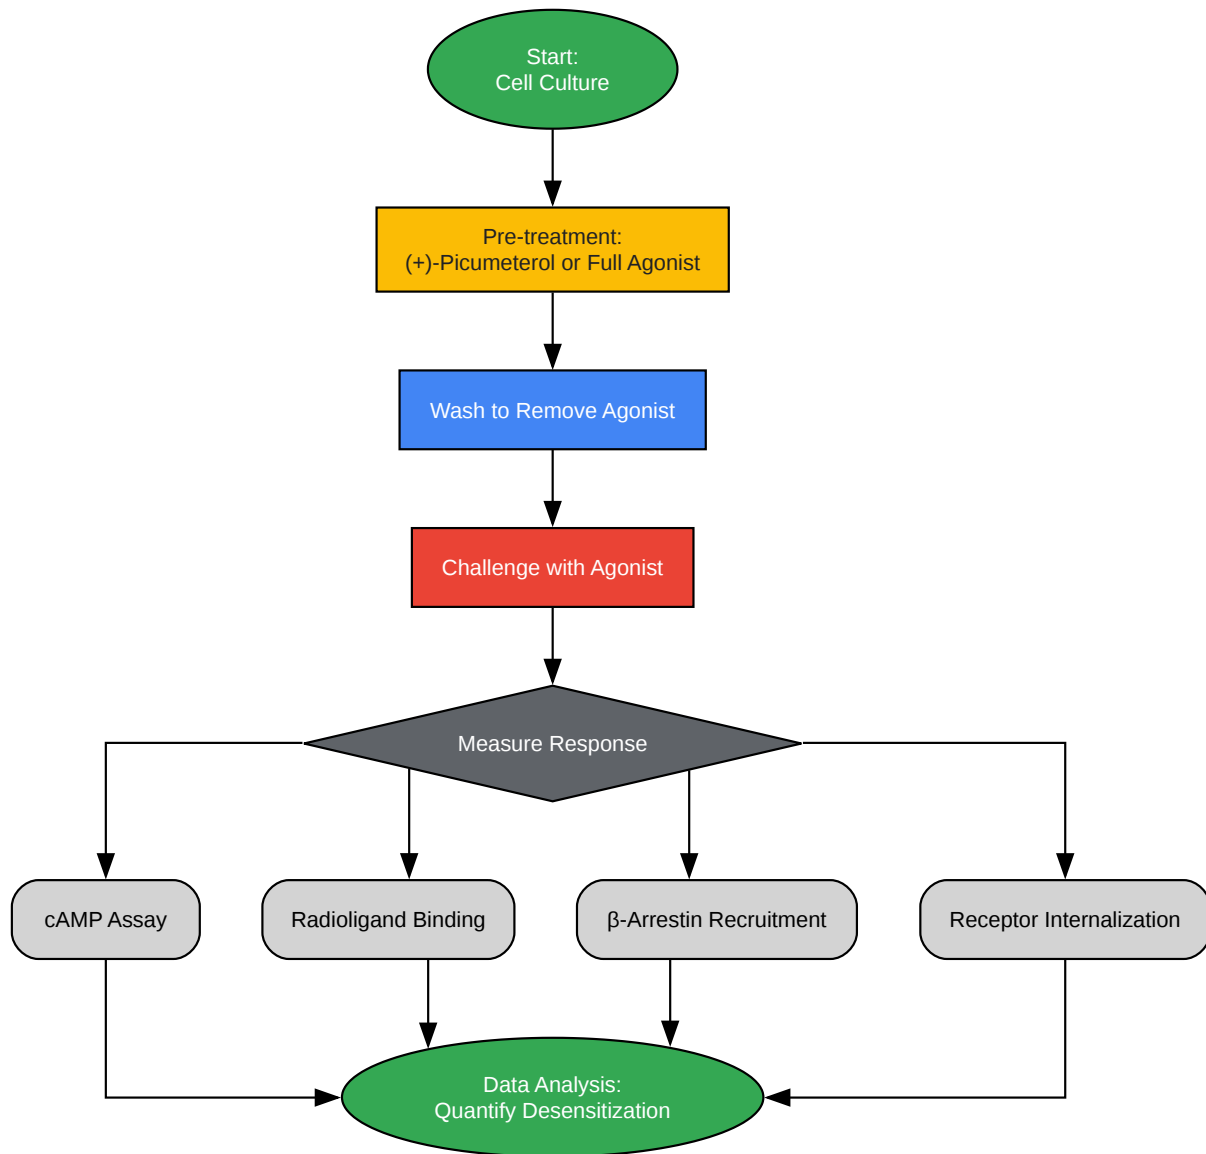 Start:
Cell Culture
Pre-treatment:
(+)-Picumeterol or Full Agonist
Wash to Remove Agonist
Challenge with Agonist
Measure Response
cAMP Assay
Radioligand Binding
β-Arrestin Recruitment
Receptor Internalization
Data Analysis:
Quantify Desensitization